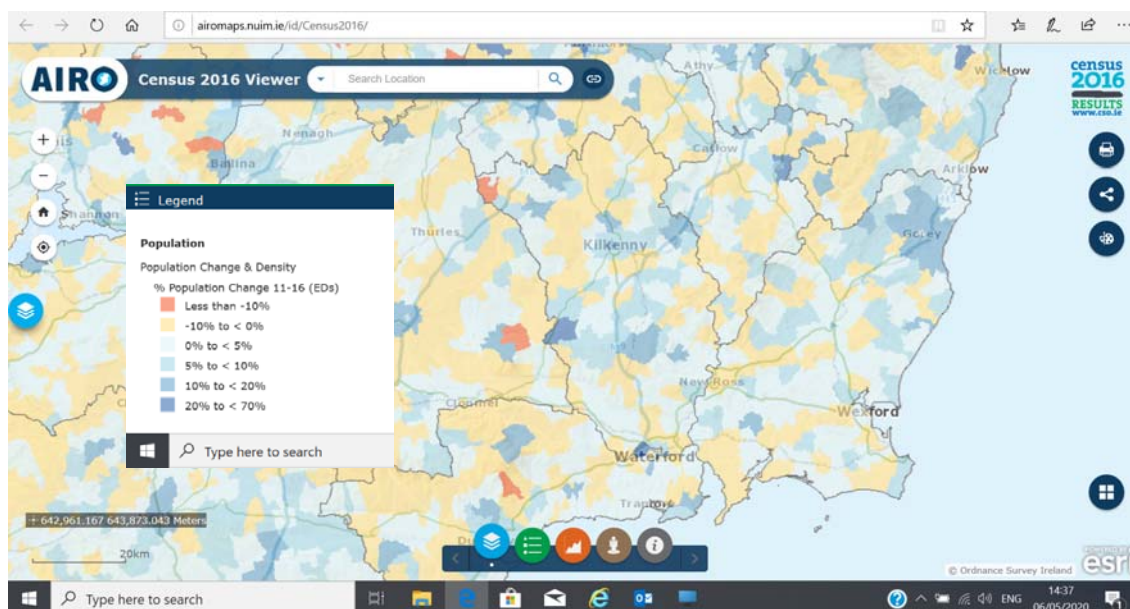 airomaps.nuim.ie/id/Census2016/
Athy
Wicklow
AIRO Census 2016 Viewer Search Location
census
2016
RESULTS
www.cso.ie
Nenagh
Carlow
Ballina
Arklow
Legend
Shannon
Thurles
Kilkenny
Gorey
Population
Population Change & Density
% Population Change 11-16 (EDs)
Less than -10%
-10% to < 0%
0% to < 5%
5% to < 10%
10% to < 20%
20% to < 70%
M9
New Ross
Clonmel
Wexford
Type here to search
Waterford
Tramore
642,961.167 643,873.043 Meters
20km
© Ordnance Survey Ireland
esri
Type here to search
ENG
14:37
06/05/2020